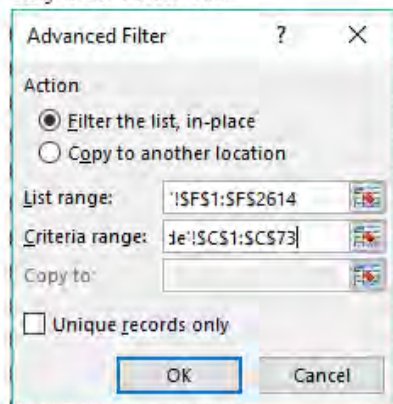 Advanced Filter ? ×
Action
Filter the list, in-place
Copy to another location
List range: '!$F$1:$F$2614
Criteria range: de'!$C$1:$C$73
Copy to:
Unique records only
OK Cancel